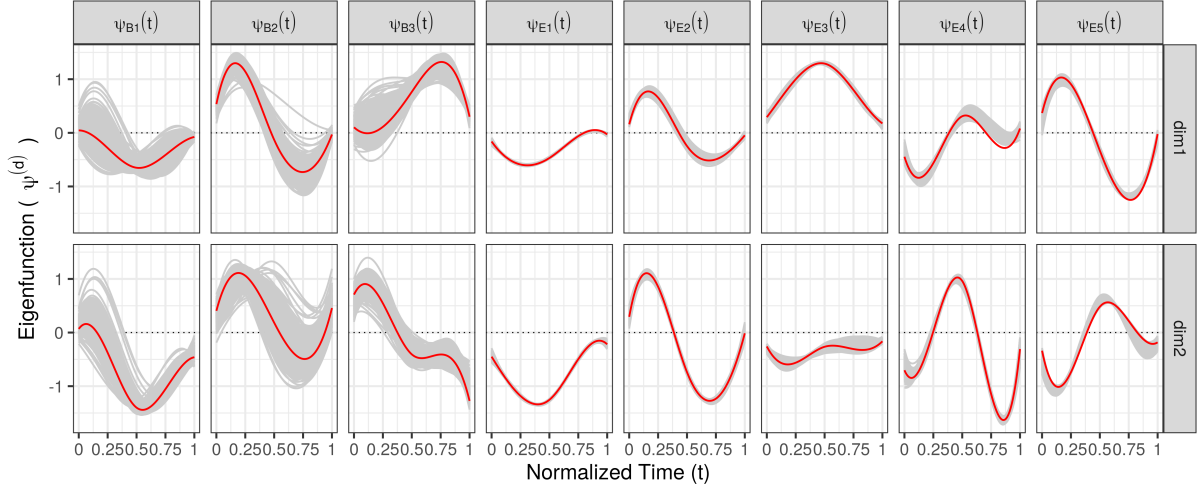 ψB1(t) ψB2(t) ψB3(t) ψE1(t) ψE2(t) ψE3(t) ψE4(t) ψE5(t)
Eigenfunction ( ψ(d) )
1
0
-1
dim1
1
0
-1
dim2
0 0.250.50.75 1 0 0.250.50.75 1 0 0.250.50.75 1 0 0.250.50.75 1 0 0.250.50.75 1 0 0.250.50.75 1 0 0.250.50.75 1 0 0.250.50.75 1
Normalized Time (t)